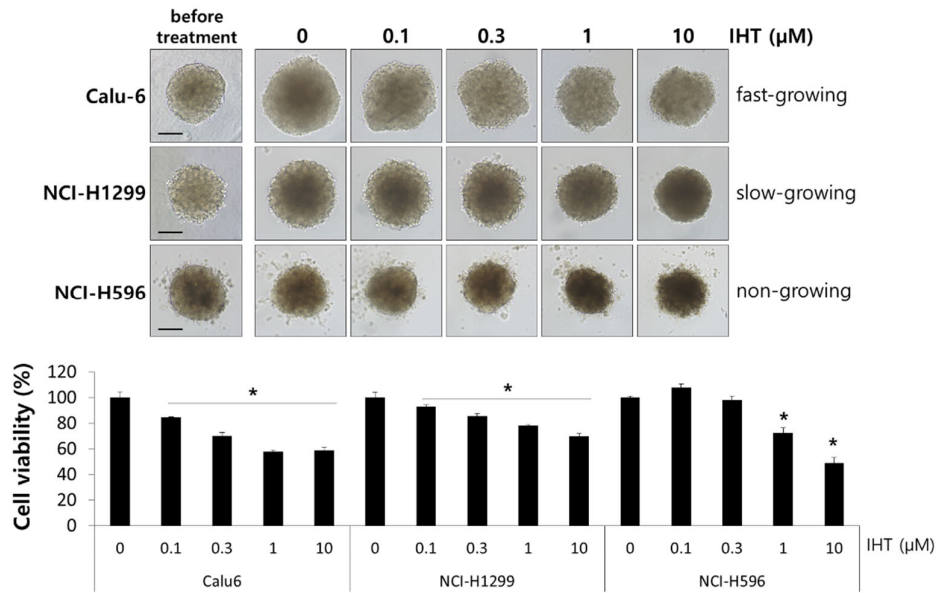 before
treatment
0 0.1 0.3 1 10 IHT (μM)
Calu-6 fast-growing
NCI-H1299 slow-growing
NCI-H596 non-growing
Cell viability (%)
120
100
80
60
40
20
0
* * * *
0 0.1 0.3 1 10 0 0.1 0.3 1 10 0 0.1 0.3 1 10 IHT (μM)
Calu6 NCI-H1299 NCI-H596